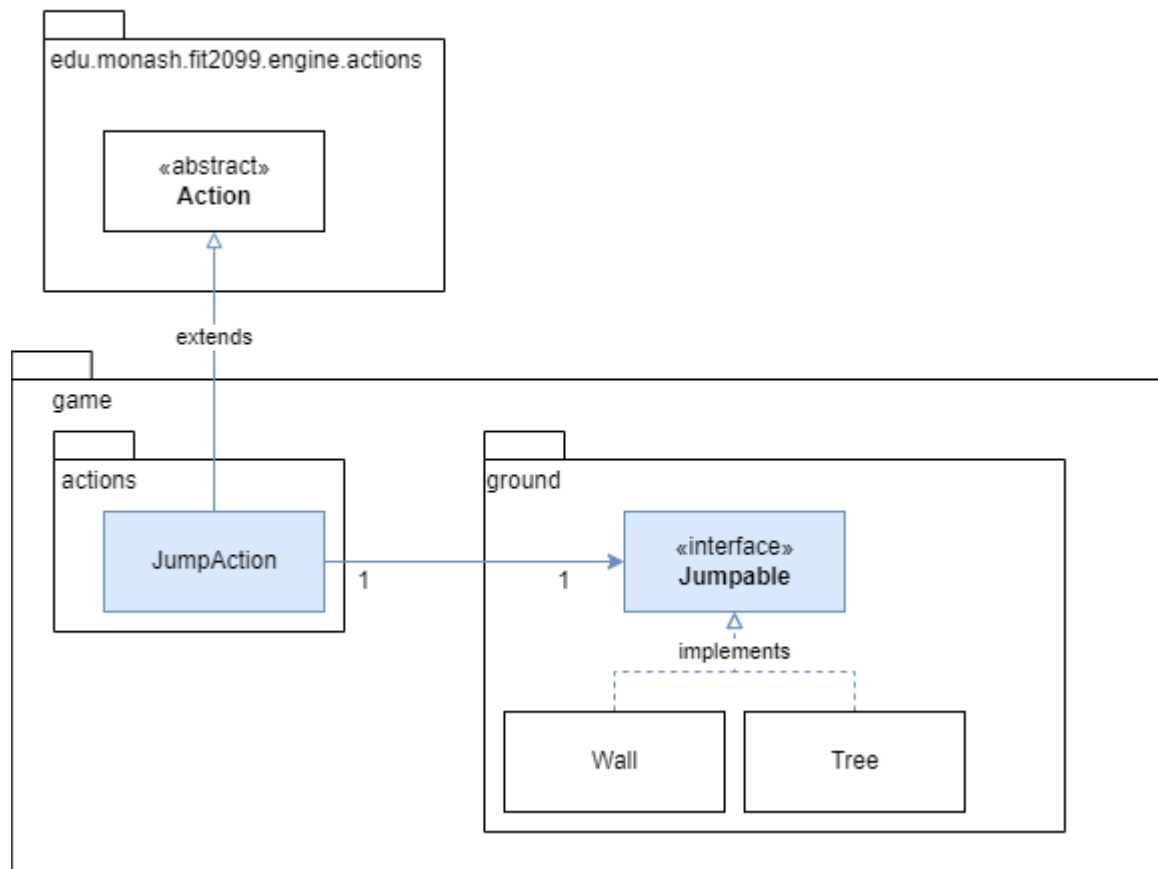 edu.monash.fit2099.engine.actions
«abstract»
Action
extends
game
actions
ground
JumpAction
1
1
«interface»
Jumpable
implements
Wall
Tree